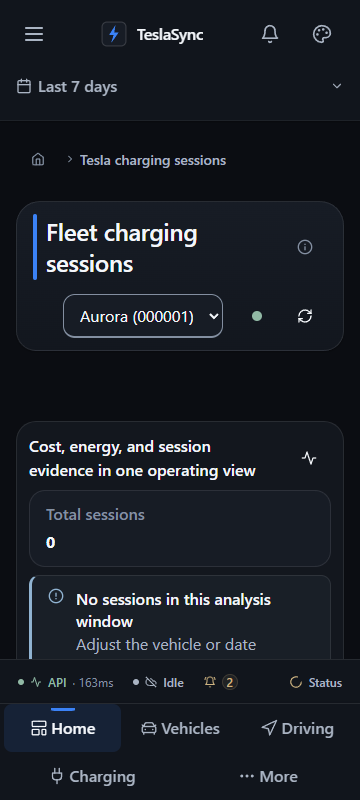 TeslaSync
Last 7 days
Tesla charging sessions
Fleet charging
sessions
Aurora (000001)
Cost, energy, and session
evidence in one operating view
Total sessions
0
No sessions in this analysis
window
Adjust the vehicle or date
API · 163ms
Idle
2
Status
Home
Vehicles
Driving
Charging
More